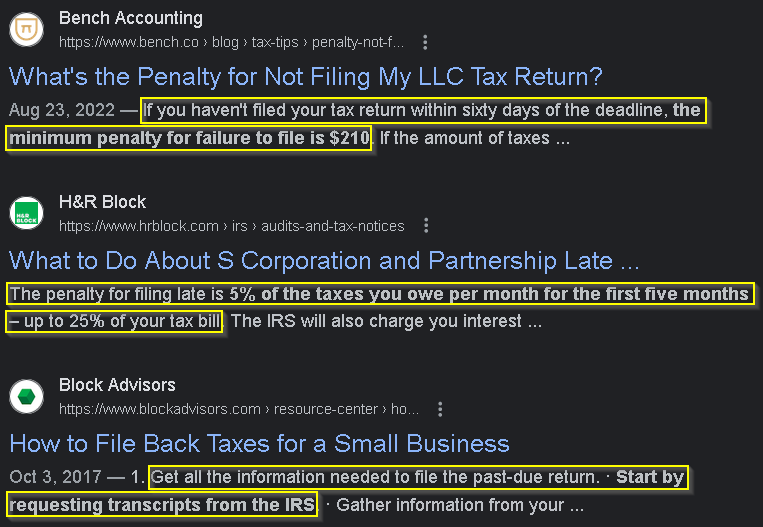 Bench Accounting
https://www.bench.co › blog › tax-tips › penalty-not-f...
What's the Penalty for Not Filing My LLC Tax Return?
Aug 23, 2022 — If you haven't filed your tax return within sixty days of the deadline, the
minimum penalty for failure to file is $210. If the amount of taxes ...
H&R Block
H&R
BLOCK
https://www.hrblock.com › irs › audits-and-tax-notices
What to Do About S Corporation and Partnership Late ...
The penalty for filing late is 5% of the taxes you owe per month for the first five months
– up to 25% of your tax bill. The IRS will also charge you interest ...
Block Advisors
https://www.blockadvisors.com › resource-center › ho...
How to File Back Taxes for a Small Business
Oct 3, 2017 — 1. Get all the information needed to file the past-due return. · Start by
requesting transcripts from the IRS. · Gather information from your ...